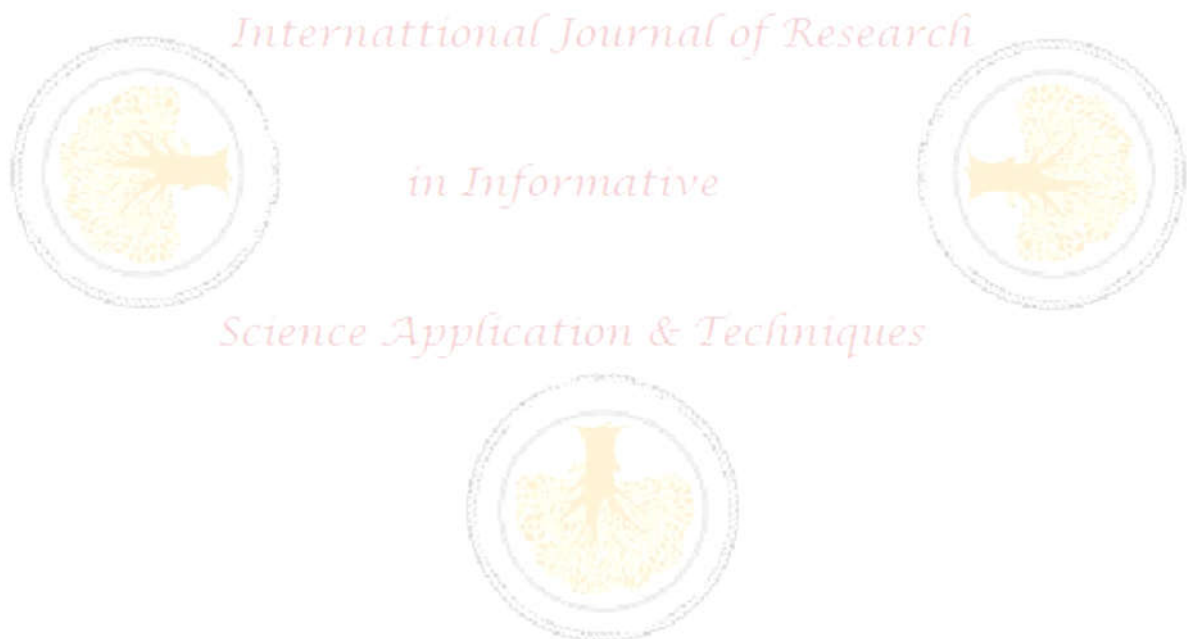 Internattional Journal of Research
in Informative
Science Application & Techniques